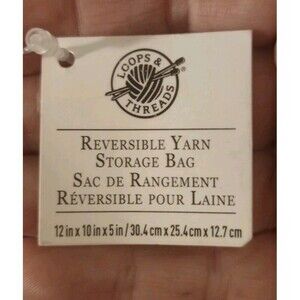 LOOPS &
THREADS®
REVERSIBLE YARN
STORAGE BAG
SAC DE RANGEMENT
RÉVERSIBLE POUR LAINE
12 in x 10 in x 5 in / 30.4 cm x 25.4 cm x 12.7 cm